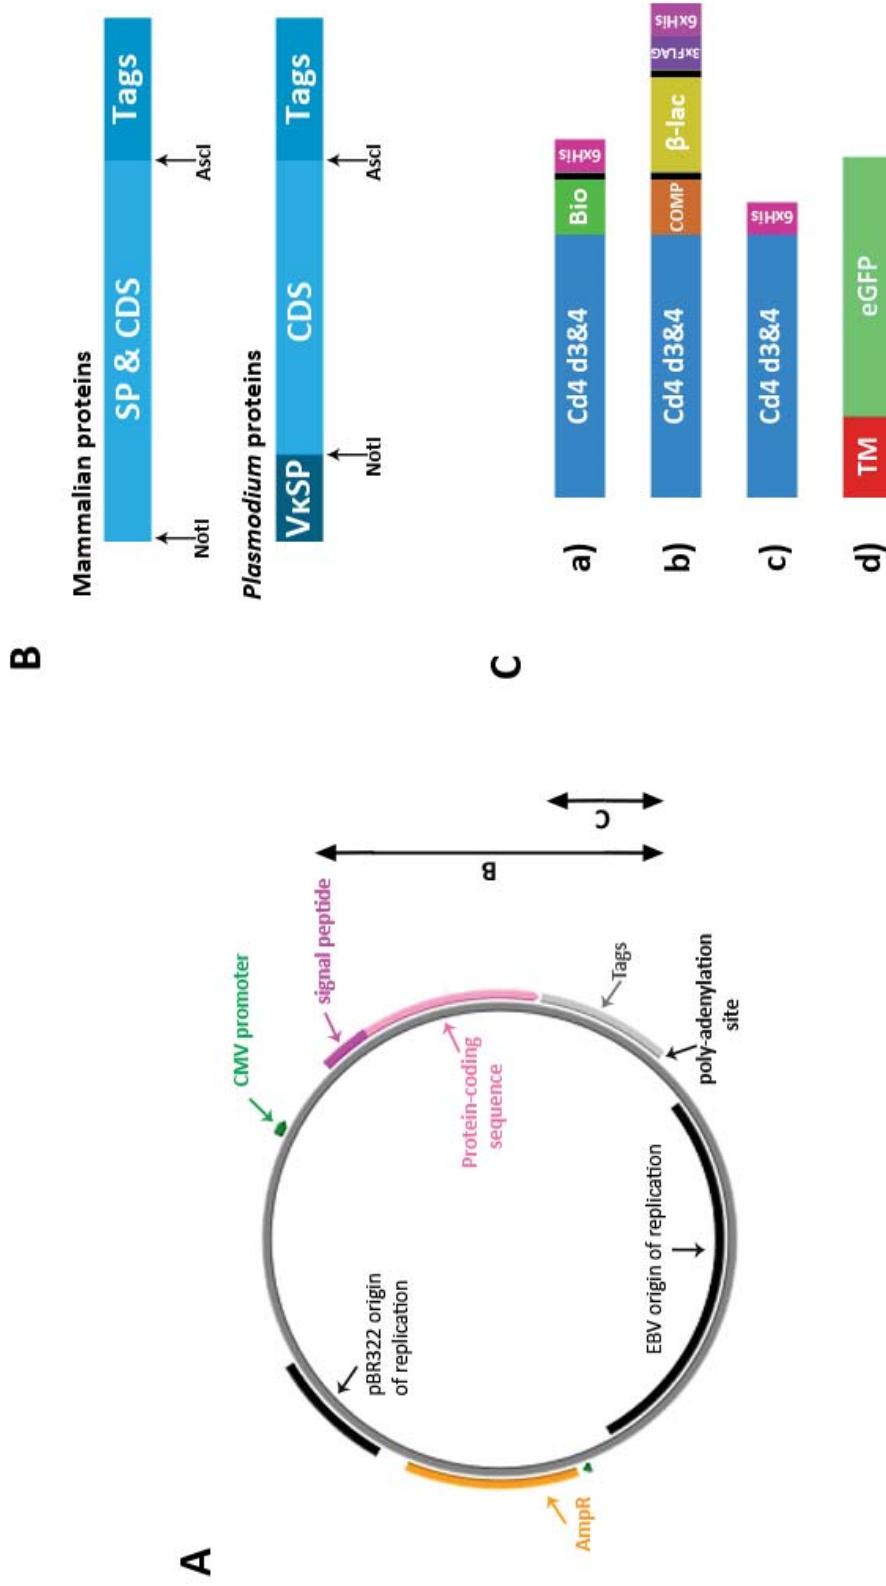 A
CMV promoter
signal peptide
pBR322 origin
of replication
Protein-coding
sequence
B
C
AmpR
EBV origin of replication
Tags
poly-adenylation
site
B
Mammalian proteins
SP & CDS
Tags
NotI
AscI
Plasmodium proteins
VκSP
CDS
Tags
NotI
AscI
C
a)
Cd4 d3&4
Bio
6xHis
b)
Cd4 d3&4
COMP
β-lac
3xFLAG
6xHis
c)
Cd4 d3&4
6xHis
d)
TM
eGFP